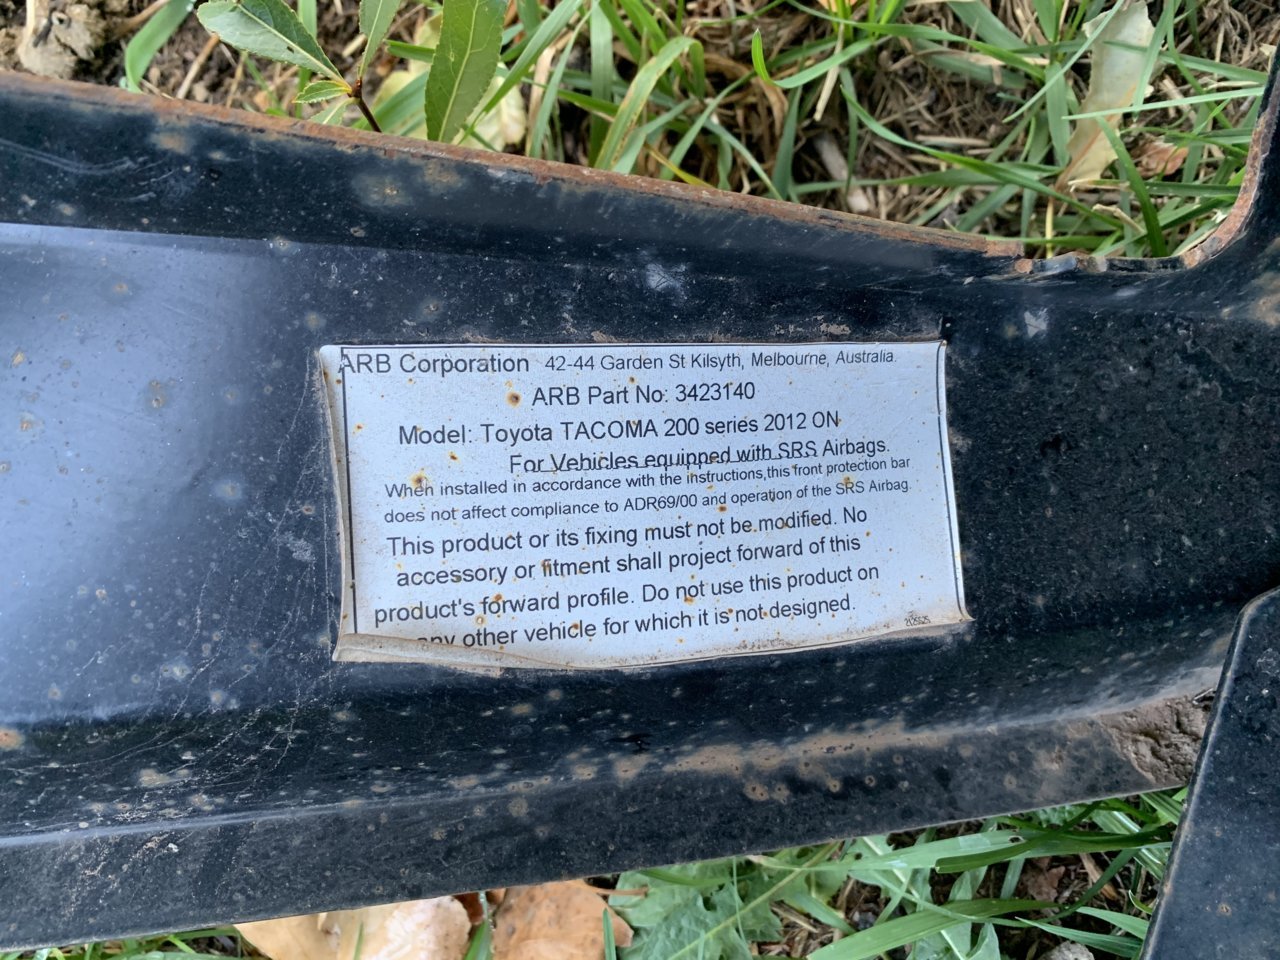 ARB Corporation 42-44 Garden St Kilsyth, Melbourne, Australia.
ARB Part No: 3423140
Model: Toyota TACOMA 200 series 2012 ON
For Vehicles equipped with SRS Airbags.
When installed in accordance with the instructions,this front protection bar
does not affect compliance to ADR69/00 and operation of the SRS Airbag.
This product or its fixing must not be modified. No
accessory or fitment shall project forward of this
product's forward profile. Do not use this product on
any other vehicle for which it is not designed.